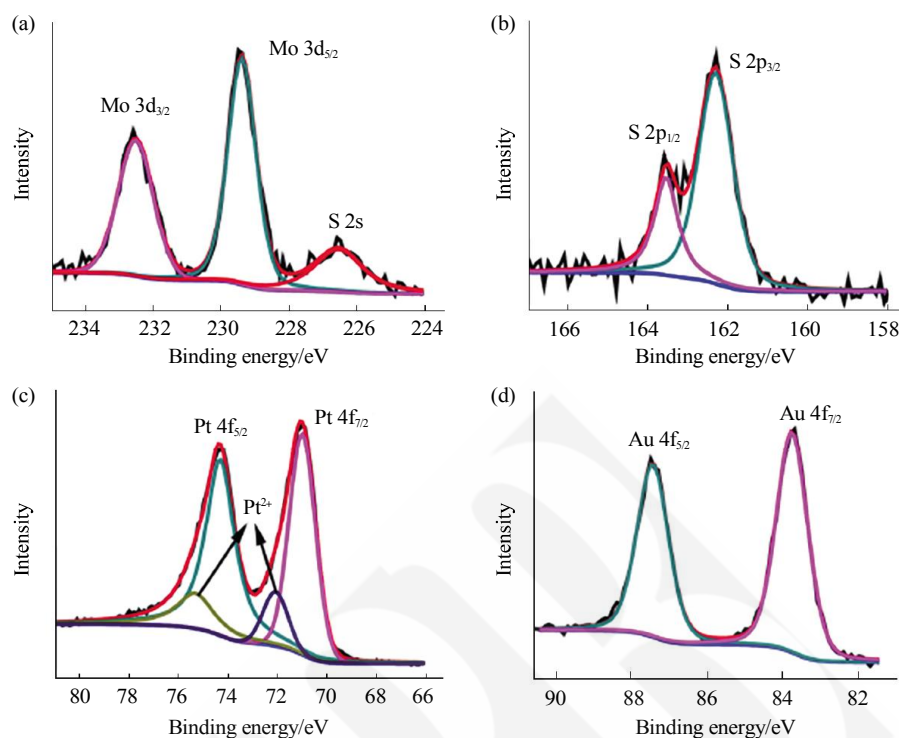 (a)
Mo 3d3/2
Mo 3d5/2
S 2s
Intensity
234 232 230 228 226 224
Binding energy/eV
(b)
S 2p1/2
S 2p3/2
Intensity
166 164 162 160 158
Binding energy/eV
(c)
Pt 4f5/2
Pt 4f7/2
Pt2+
Intensity
80 78 76 74 72 70 68 66
Binding energy/eV
(d)
Au 4f5/2
Au 4f7/2
Intensity
90 88 86 84 82
Binding energy/eV